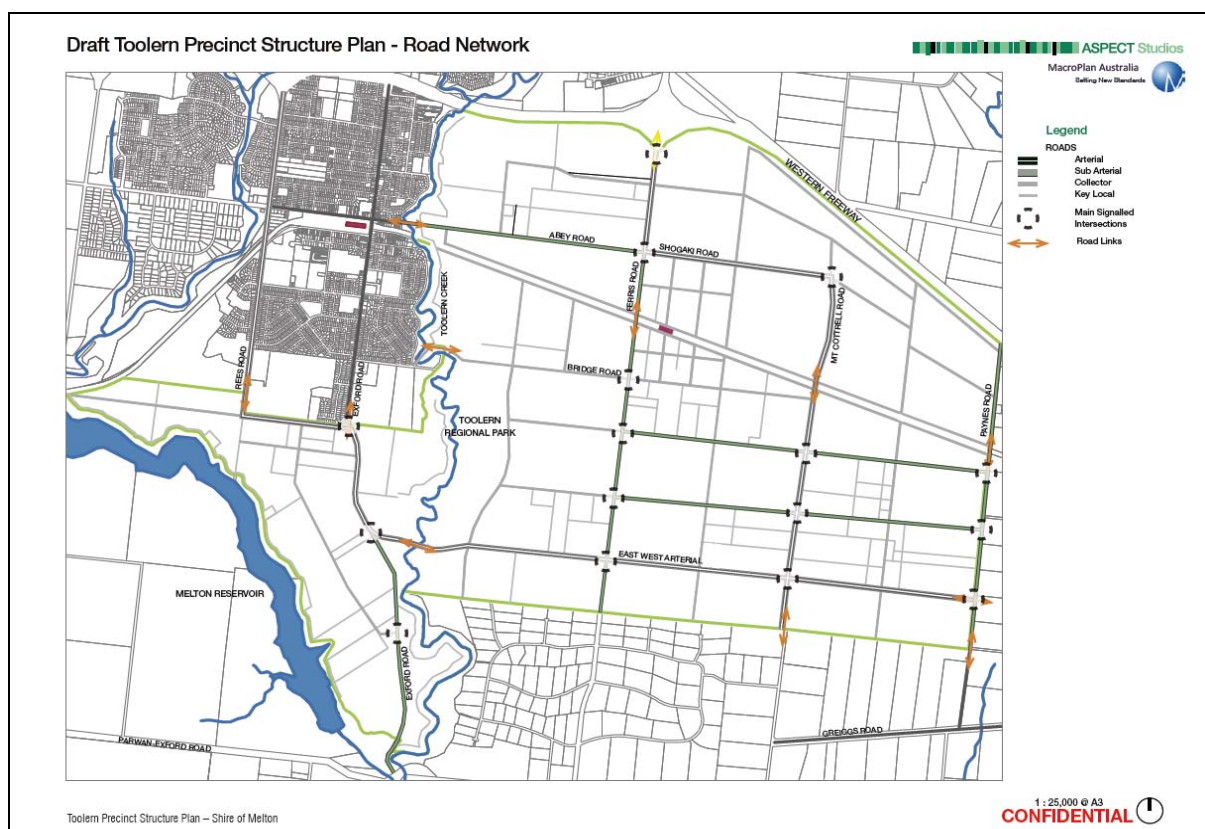 Draft Toolern Precinct Structure Plan - Road Network
ASPECT Studios
MacroPlan Australia
Setting New Standards
Legend
ROADS
Arterial
Sub Arterial
Collector
Key Local
Main Signalled
Intersections
Road Links
WESTERN FREEWAY
ABEY ROAD
SHOGAKI ROAD
FERRIS ROAD
TOOLERN CREEK
MT COTTRELL ROAD
REES ROAD
EXFORD ROAD
BRIDGE ROAD
PAYNES ROAD
TOOLERN
REGIONAL PARK
EAST WEST ARTERIAL
MELTON RESERVOIR
EXFORD ROAD
GREIGGS ROAD
PARWAN-EXFORD ROAD
1 : 25,000 @ A3
CONFIDENTIAL
Toolern Precinct Structure Plan – Shire of Melton